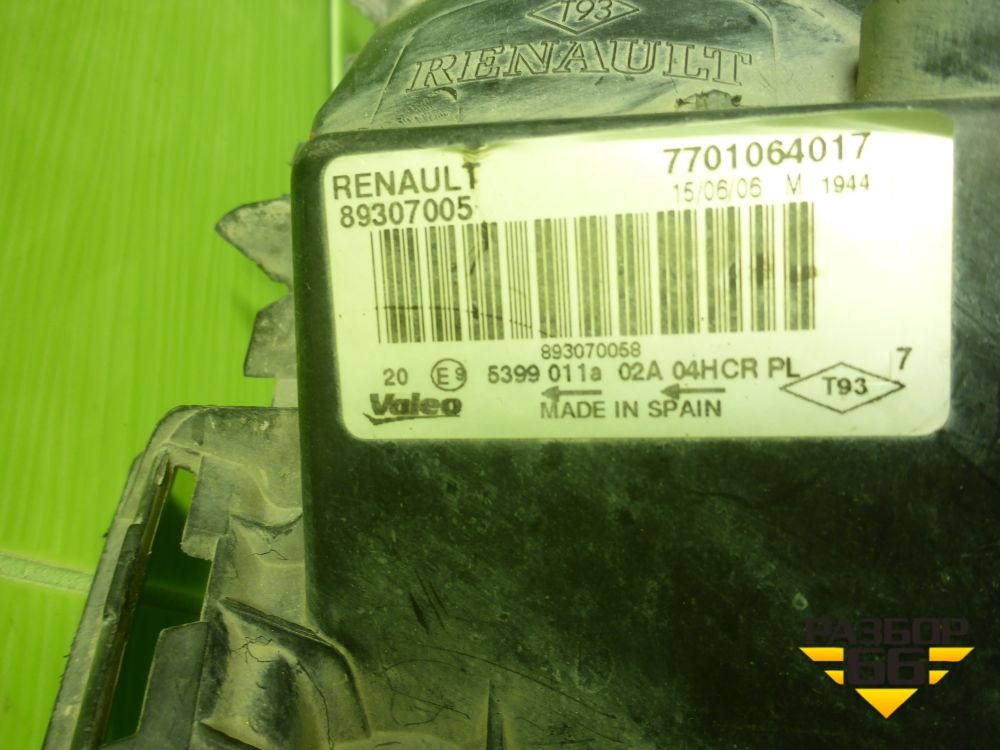 T93
RENAULT
RENAULT 7701064017
89307005 15/06/06 M 1944
893070058
20 E9 5399 011a 02A 04HCR PL 7
Valeo MADE IN SPAIN T93
РАЗБОР
66